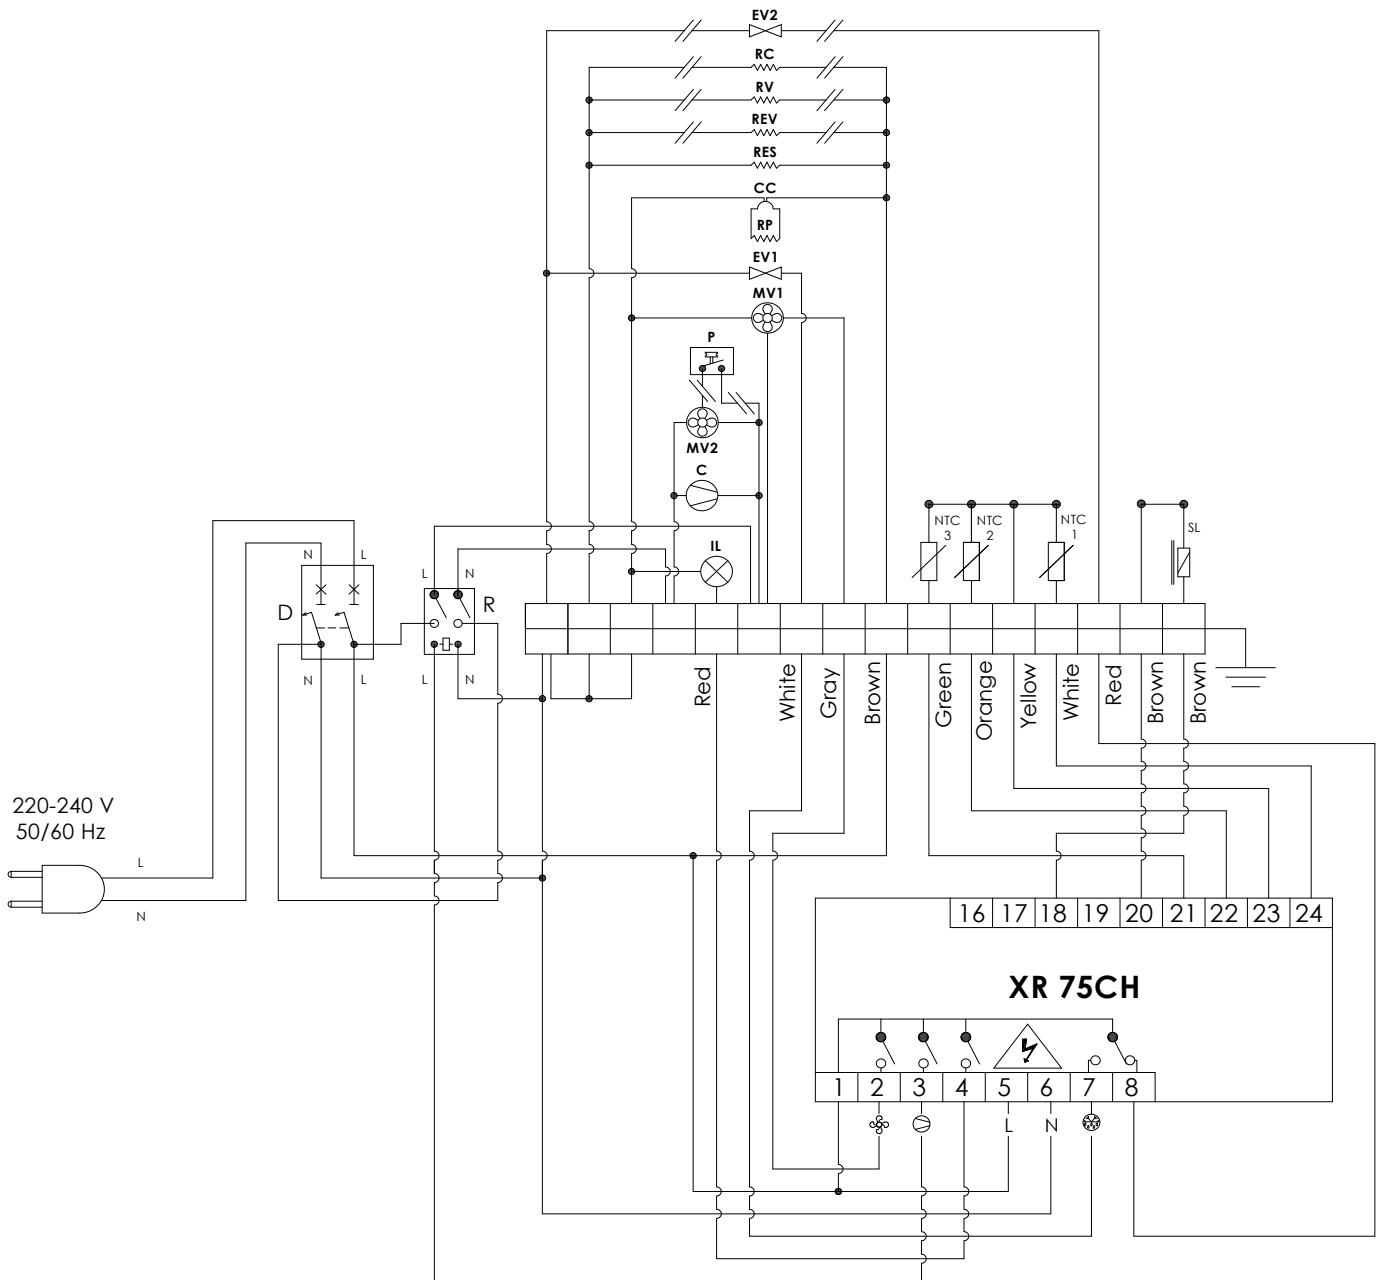 EV2
RC
RV
REV
RES
CC
RP
EV1
MV1
P
MV2
C
NTC
3
NTC
2
NTC
1
SL
IL
N
L
L
N
D
R
N
L
L
N
Red
White
Gray
Brown
Green
Orange
Yellow
White
Red
Brown
Brown
220-240 V
50/60 Hz
L
N
16 17 18 19 20 21 22 23 24
XR 75CH
1 2 3 4 5 6 7 8
L N